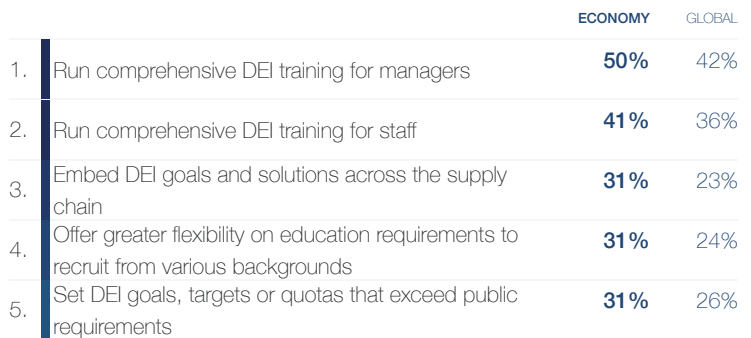 ECONOMY GLOBAL
1. Run comprehensive DEI training for managers 50% 42%
2. Run comprehensive DEI training for staff 41% 36%
3. Embed DEI goals and solutions across the supply 31% 23%
chain
4. Offer greater flexibility on education requirements to 31% 24%
recruit from various backgrounds
5. Set DEI goals, targets or quotas that exceed public 31% 26%
requirements